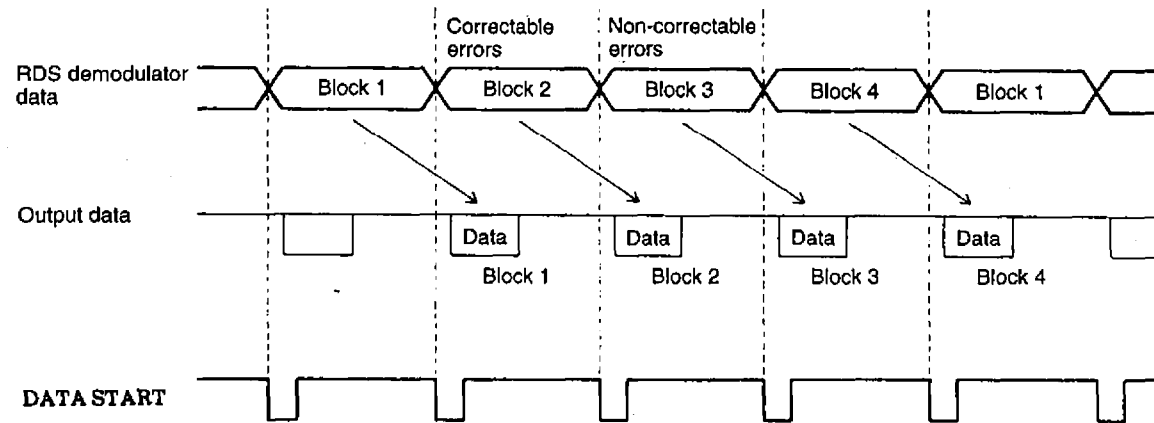 Correctable
errors
Non-correctable
errors
RDS demodulator
data
Block 1
Block 2
Block 3
Block 4
Block 1
Output data
Data
Data
Data
Data
Block 1
Block 2
Block 3
Block 4
DATA START